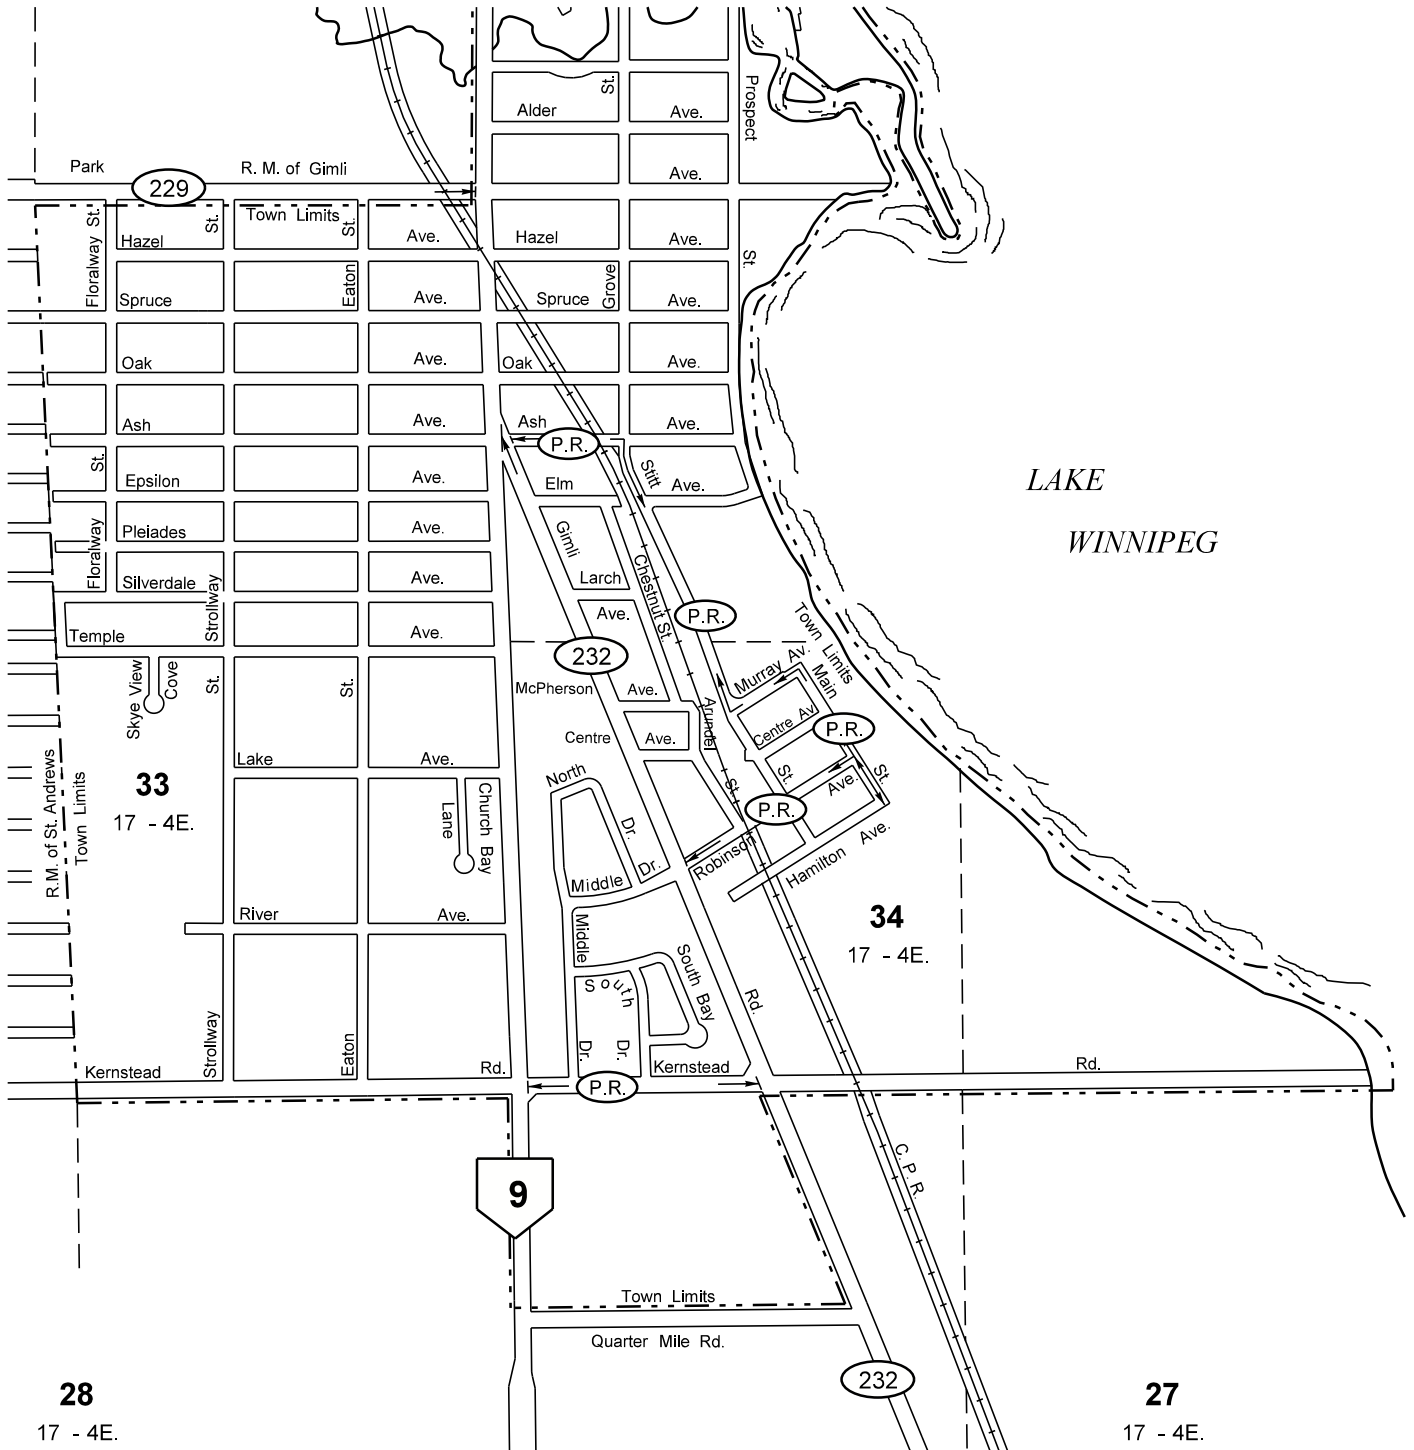 St.
Prospect
Alder
Ave.
Park
R. M. of Gimli
Ave.
229
Town Limits
Floralway St.
St.
St.
Hazel
Ave.
Hazel
Ave.
St.
Eaton
Grove
Spruce
Ave.
Spruce
Ave.
Oak
Ave.
Oak
Ave.
Ash
Ave.
Ash
Ave.
P.R.
St.
Stitt
Epsilon
Ave.
Elm
Ave.
LAKE
WINNIPEG
Floralway
Pleiades
Ave.
Gimli
Silverdale
Ave.
Larch
Chestnut St.
Strollway
Ave.
P.R.
Town Limits
Temple
Ave.
232
Murray Av.
Main
Skye View
Cove
St.
St.
McPherson
Ave.
Arundel
Centre Av
P.R.
Centre
Ave.
Lake
Ave.
North
St.
St.
Ave.
St.
R.M. of St. Andrews
Town Limits
33
17 - 4E.
Church Bay
Lane
Dr.
P.R.
Robinson
Hamilton Ave.
Middle
Dr.
River
Ave.
34
17 - 4E.
Middle
South Bay
South
Rd.
Strollway
Eaton
Dr.
Dr.
Kernstead
Rd.
Kernstead
Rd.
P.R.
C. P. R.
9
Town Limits
Quarter Mile Rd.
232
28
17 - 4E.
27
17 - 4E.